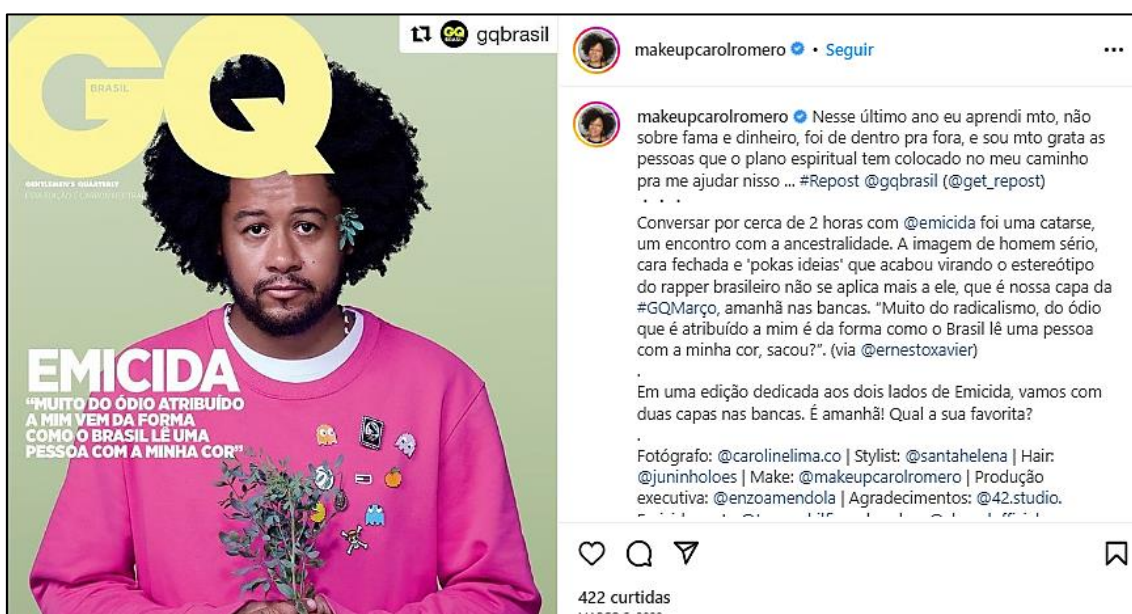 gqbrasil
GQ
BRASIL
GENTLEMEN'S QUARTERLY
EMICIDA
"MUITO DO ÓDIO ATRIBUÍDO
A MIM VEM DA FORMA
COMO O BRASIL LÊ UMA
PESSOA COM A MINHA COR"
makeupcarolromero • Seguir
makeupcarolromero Nesse último ano eu aprendi mto, não
sobre fama e dinheiro, foi de dentro pra fora, e sou mto grata as
pessoas que o plano espiritual tem colocado no meu caminho
pra me ajudar nisso ... #Repost @gqbrasil (@get_repost)
・・・
Conversar por cerca de 2 horas com @emicida foi uma catarse,
um encontro com a ancestralidade. A imagem de homem sério,
cara fechada e 'pokas ideias' que acabou virando o estereótipo
do rapper brasileiro não se aplica mais a ele, que é nossa capa da
#GQMarço, amanhã nas bancas. "Muito do radicalismo, do ódio
que é atribuído a mim é da forma como o Brasil lê uma pessoa
com a minha cor, sacou?". (via @ernestoxavier)
.
Em uma edição dedicada aos dois lados de Emicida, vamos com
duas capas nas bancas. É amanhã! Qual a sua favorita?
.
Fotógrafo: @carolinelima.co | Stylist: @santahelena | Hair:
@juninholoes | Make: @makeupcarolromero | Produção
executiva: @enzoamendola | Agradecimentos: @42.studio.
422 curtidas